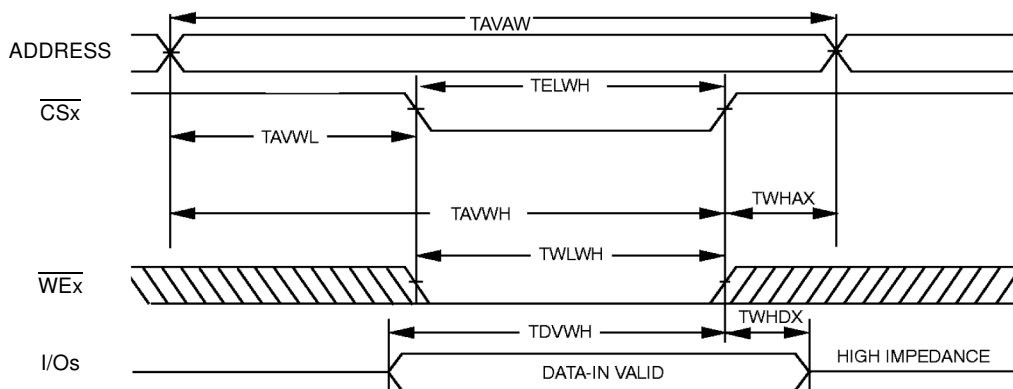 TAVAW
ADDRESS
TELWH
CSx
TAVWL
TAVWH
TWHAX
TWLWH
WEx
TDVWH
TWHDX
I/Os
DATA-IN VALID
HIGH IMPEDANCE